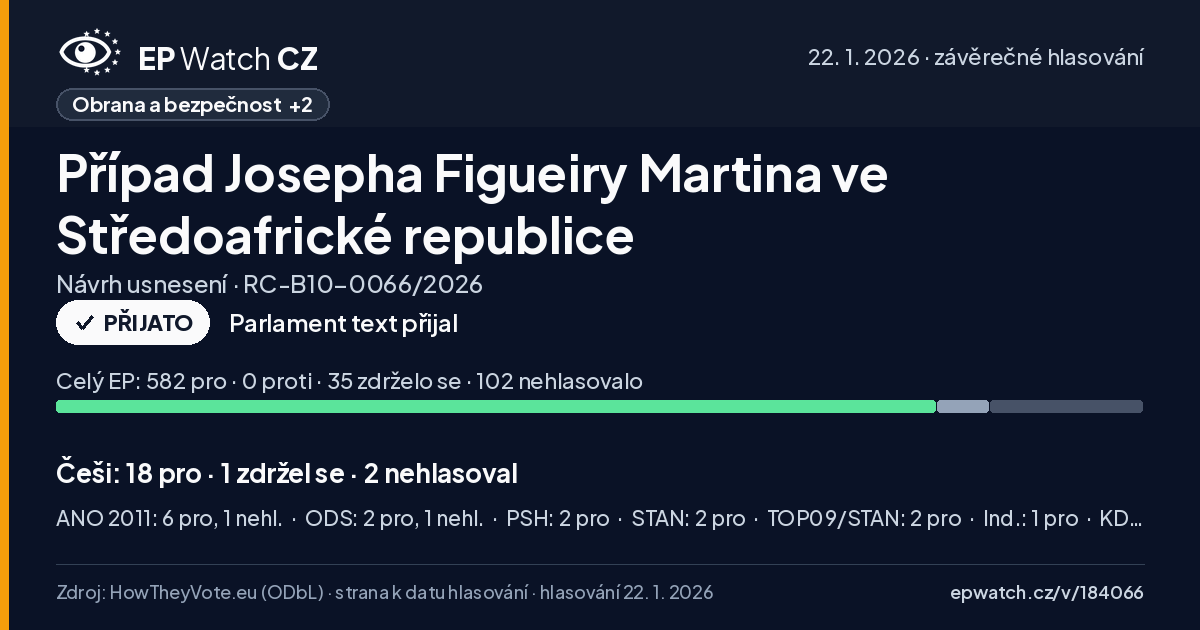 EP Watch CZ
22. 1. 2026 · závěrečné hlasování
Obrana a bezpečnost +2
Případ Josepha Figueiry Martina ve
Středoafrické republice
Návrh usnesení · RC-B10-0066/2026
✓ PŘIJATO Parlament text přijal
Celý EP: 582 pro · 0 proti · 35 zdrželo se · 102 nehlasovalo
Češi: 18 pro · 1 zdržel se · 2 nehlasoval
ANO 2011: 6 pro, 1 nehl. · ODS: 2 pro, 1 nehl. · PSH: 2 pro · STAN: 2 pro · TOP09/STAN: 2 pro · Ind.: 1 pro · KD…
Zdroj: HowTheyVote.eu (ODbL) · strana k datu hlasování · hlasování 22. 1. 2026
epwatch.cz/v/184066